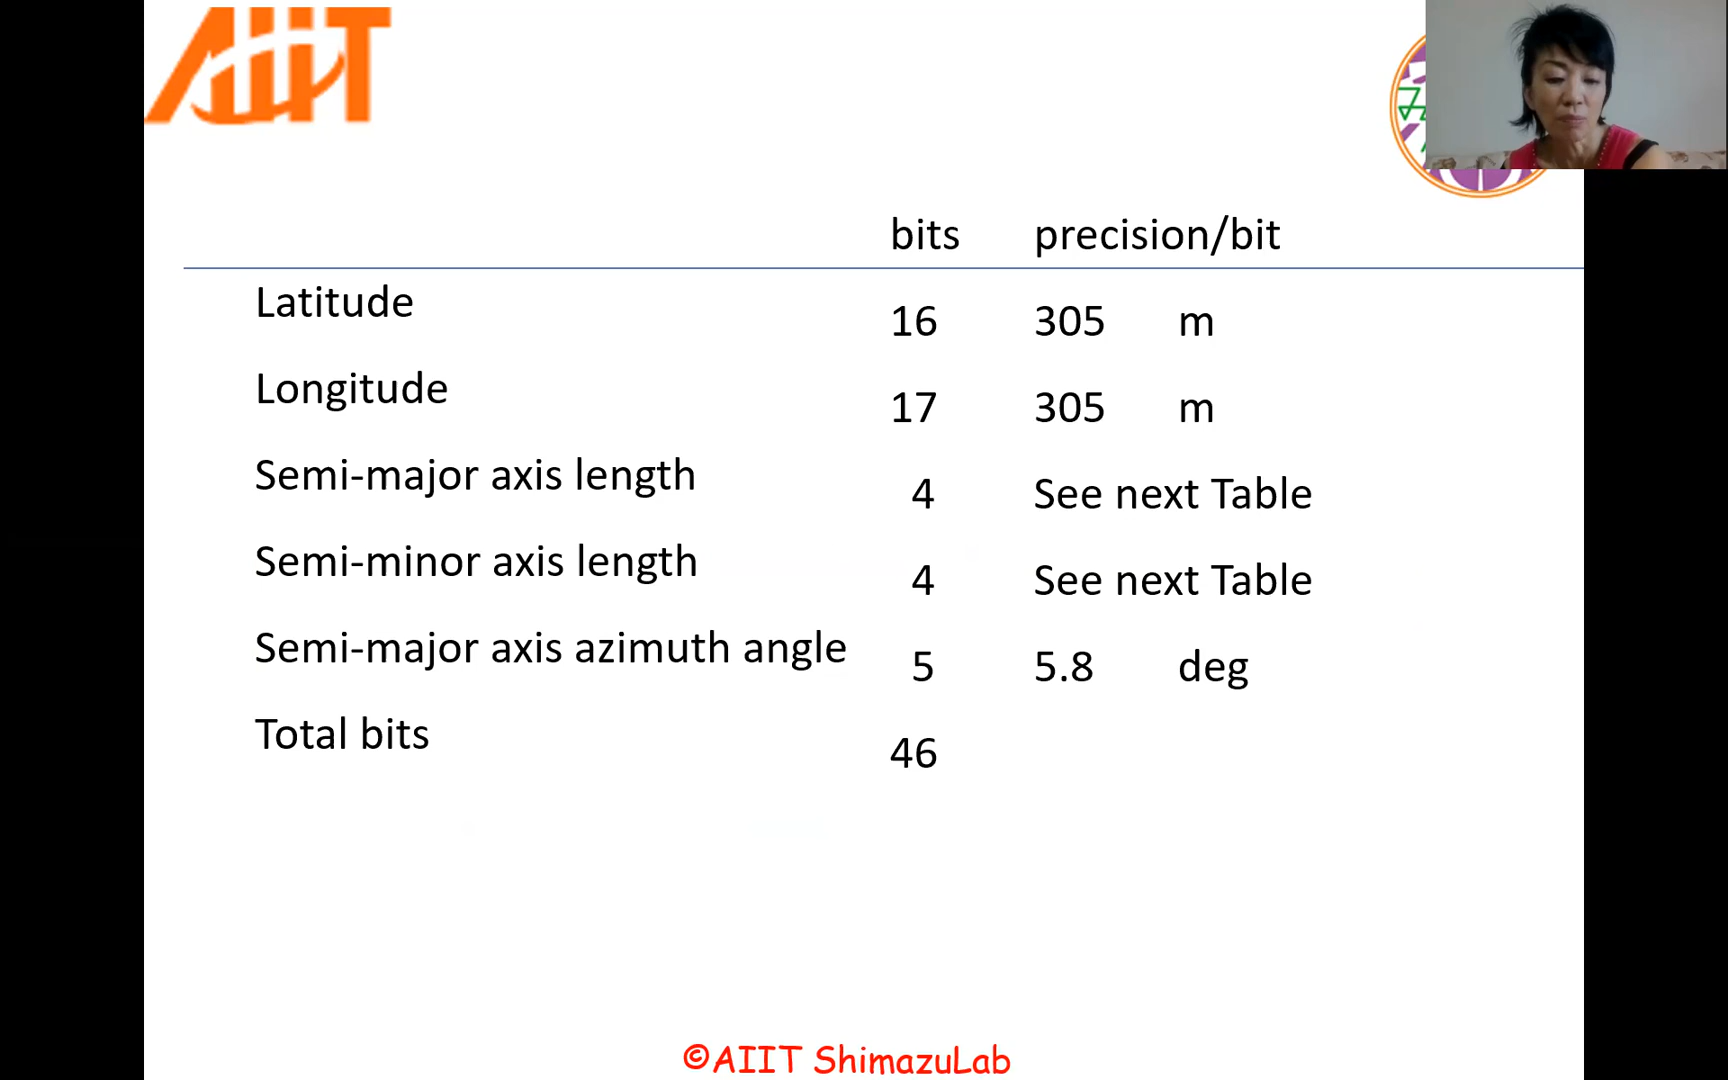 AIIT
bits precision/bit
Latitude 16 305 m
Longitude 17 305 m
Semi-major axis length 4 See next Table
Semi-minor axis length 4 See next Table
Semi-major axis azimuth angle 5 5.8 deg
Total bits 46
©AIIT ShimazuLab